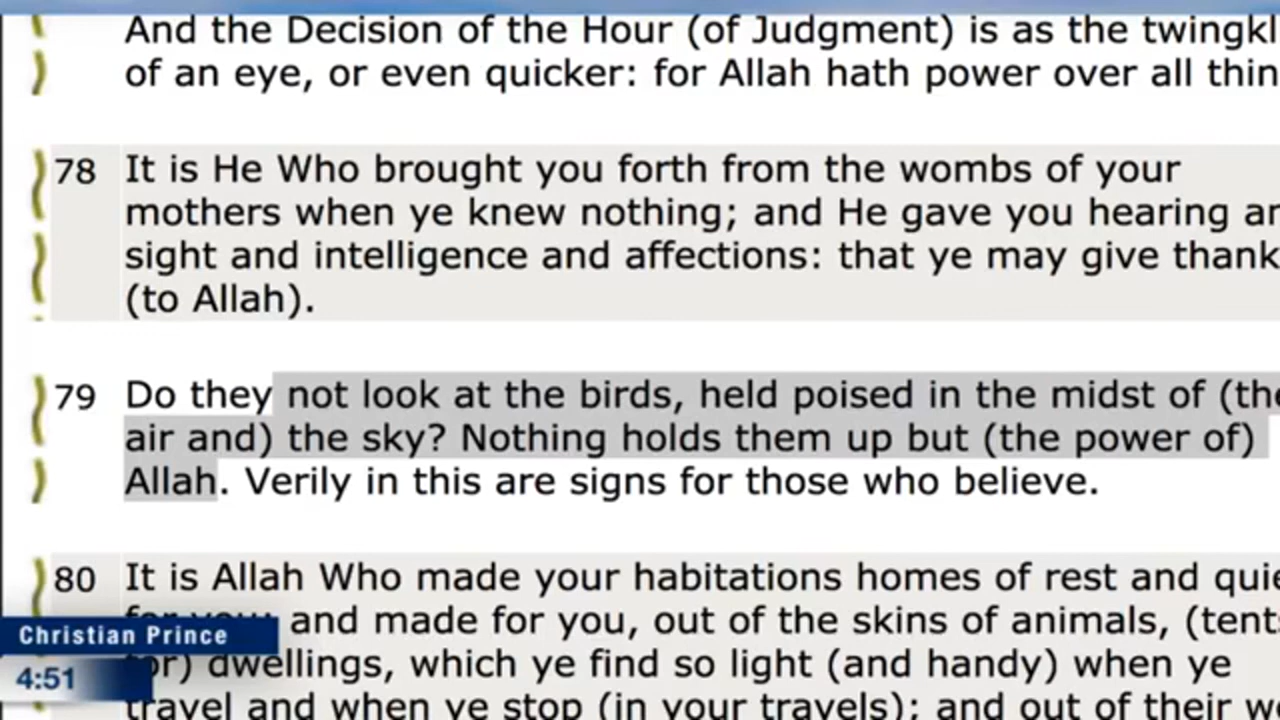 And the Decision of the Hour (of Judgment) is as the
of an eye, or even quicker: for Allah hath power over all
78 It is He Who brought you forth from the wombs of your
mothers when ye knew nothing; and He gave you hearing
sight and intelligence and affections: that ye may give
(to Allah).
79 Do they not look at the birds, held poised in the midst of
air and) the sky? Nothing holds them up but (the power of)
Allah. Verily in this are signs for those who believe.
80 It is Allah Who made your habitations homes of rest and
for you; and made for you, out of the skins of animals,
for) dwellings, which ye find so light (and handy) when ye
travel and when ye stop (in your travels); and out of their
Christian Prince
4:51